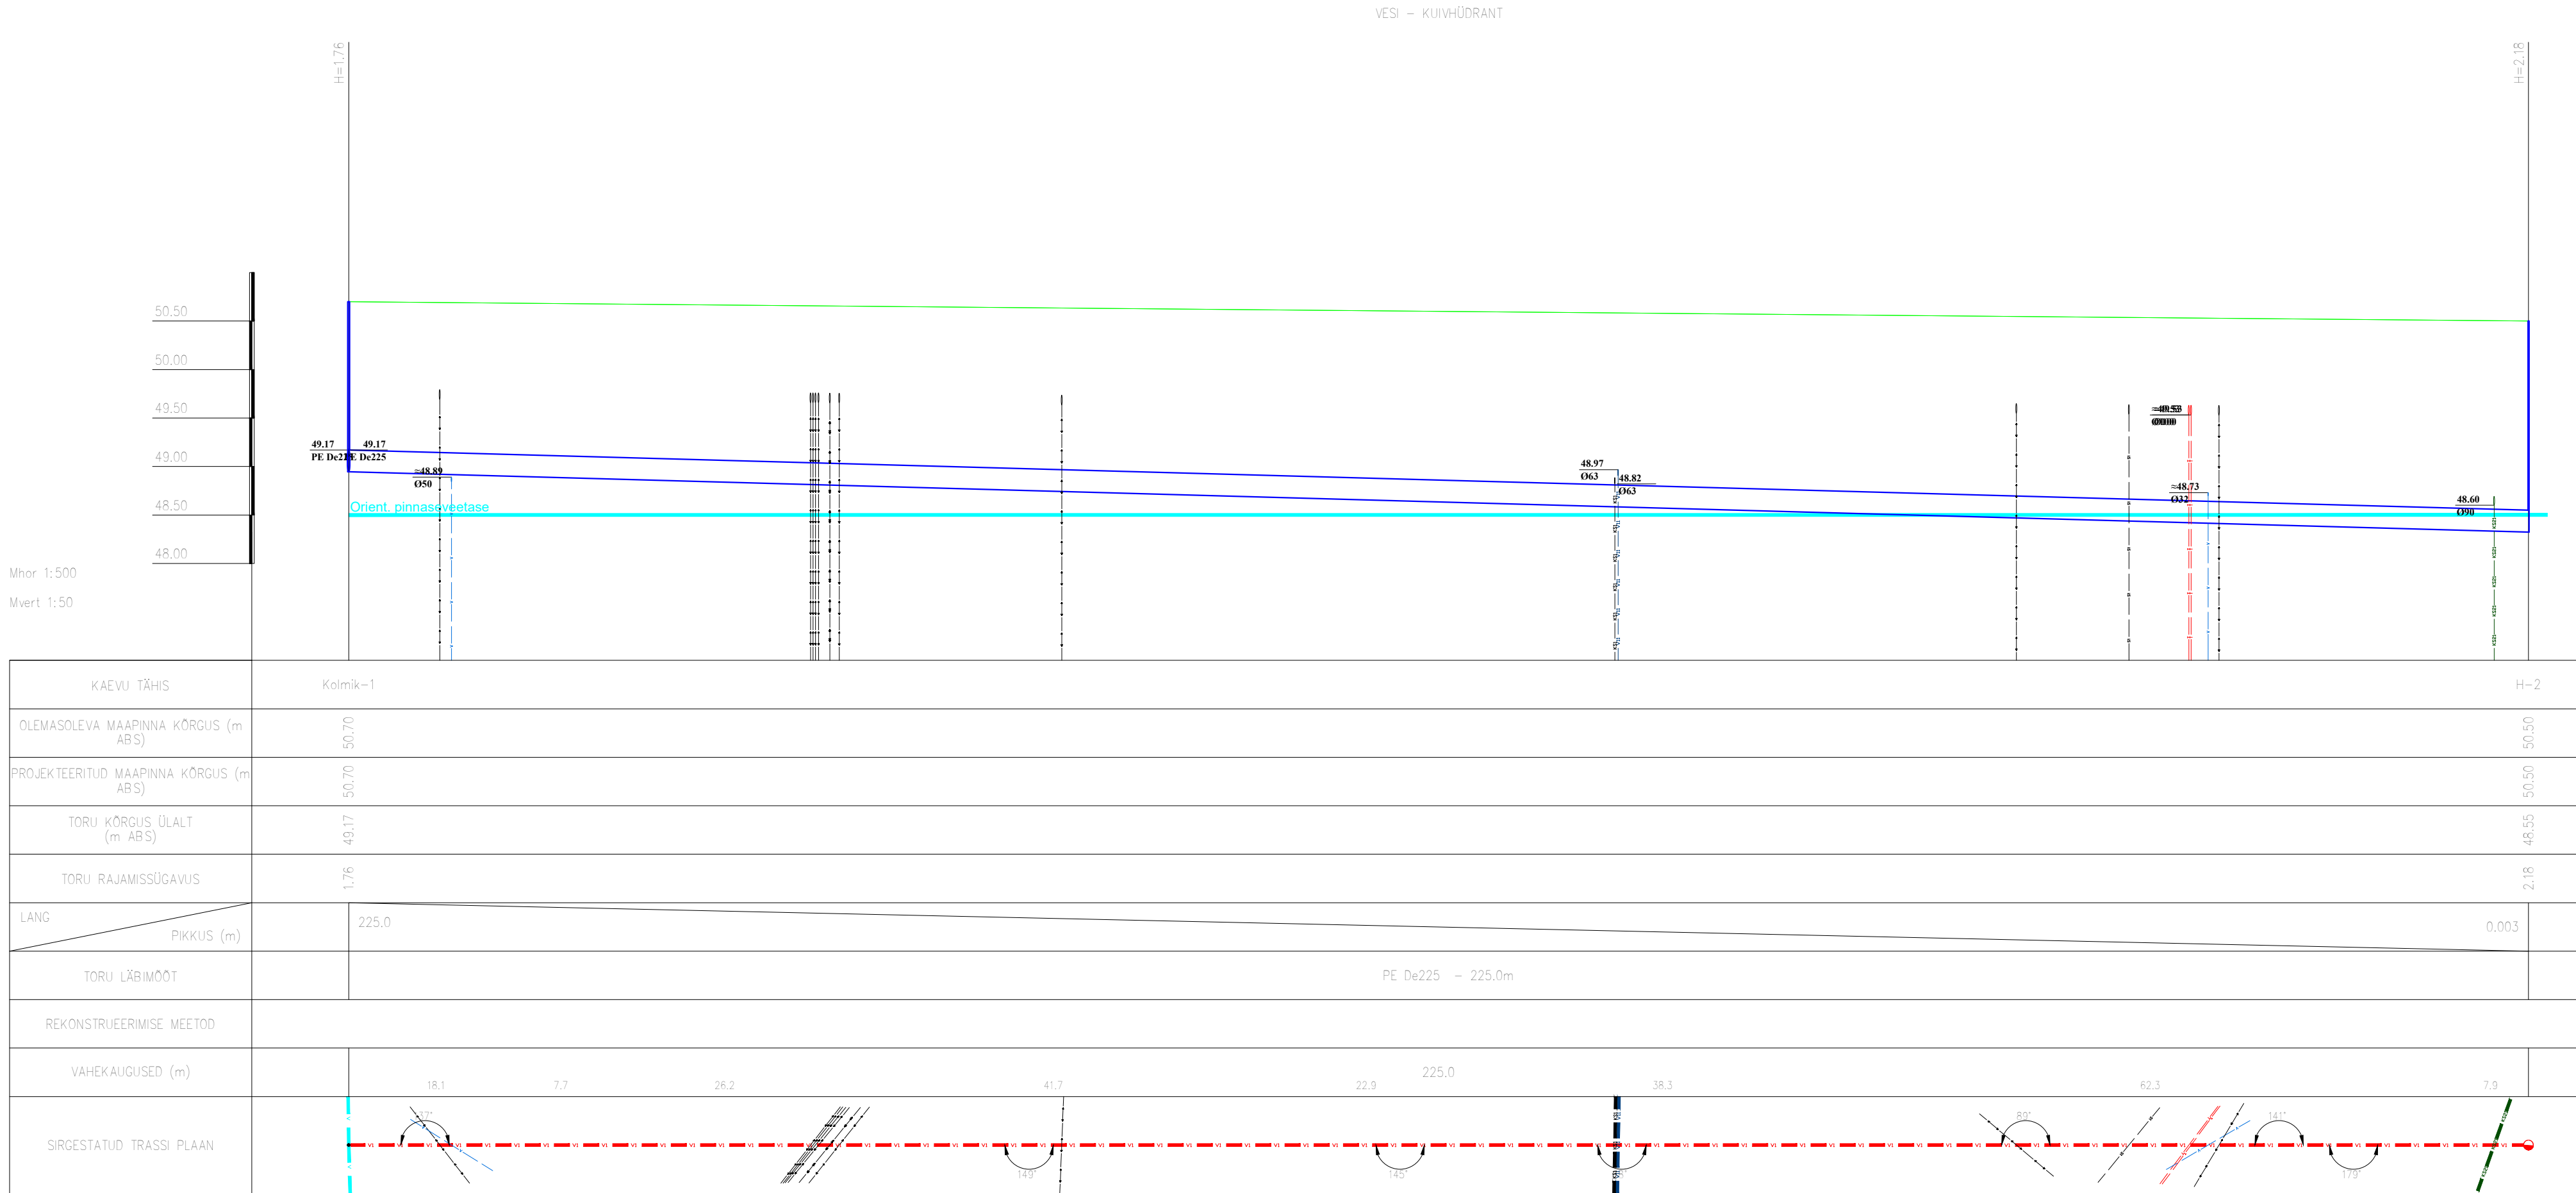 VESI - KUIVHÜDRANT
H=1.76
H=2.18
50.50
50.00
49.50
49.00
48.50
48.00
Mhor 1:500
Mvert 1:50
49.17
49.17
PE De225
≈48.89
Ø50
Orient. pinnaseveetase
48.97
Ø63
48.82
Ø63
≈48.73
Ø32
48.60
Ø90
KAEVU TÄHIS
Kolmik-1
H-2
OLEMASOLEVA MAAPINNA KÕRGUS (m
ABS)
50.70
50.50
PROJEKTEERITUD MAAPINNA KÕRGUS (m
ABS)
50.70
50.50
TORU KÕRGUS ÜLALT
(m ABS)
49.17
48.55
TORU RAJAMISSÜGAVUS
1.76
2.18
LANG
PIKKUS (m)
225.0
0.003
TORU LÄBIMÕÕT
PE De225 - 225.0m
REKONSTRUEERIMISE MEETOD
VAHEKAUGUSED (m)
225.0
18.1
7.7
26.2
41.7
22.9
38.3
62.3
7.9
SIRGESTATUD TRASSI PLAAN
149°
145°
89°
141°
179°